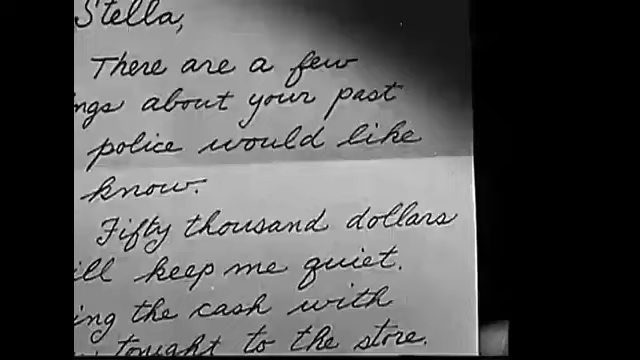 Stella,
There are a few
ngs about your past
police would like
know.
Fifty thousand dollars
ill keep me quiet.
ing the cash with
tonight to the store.